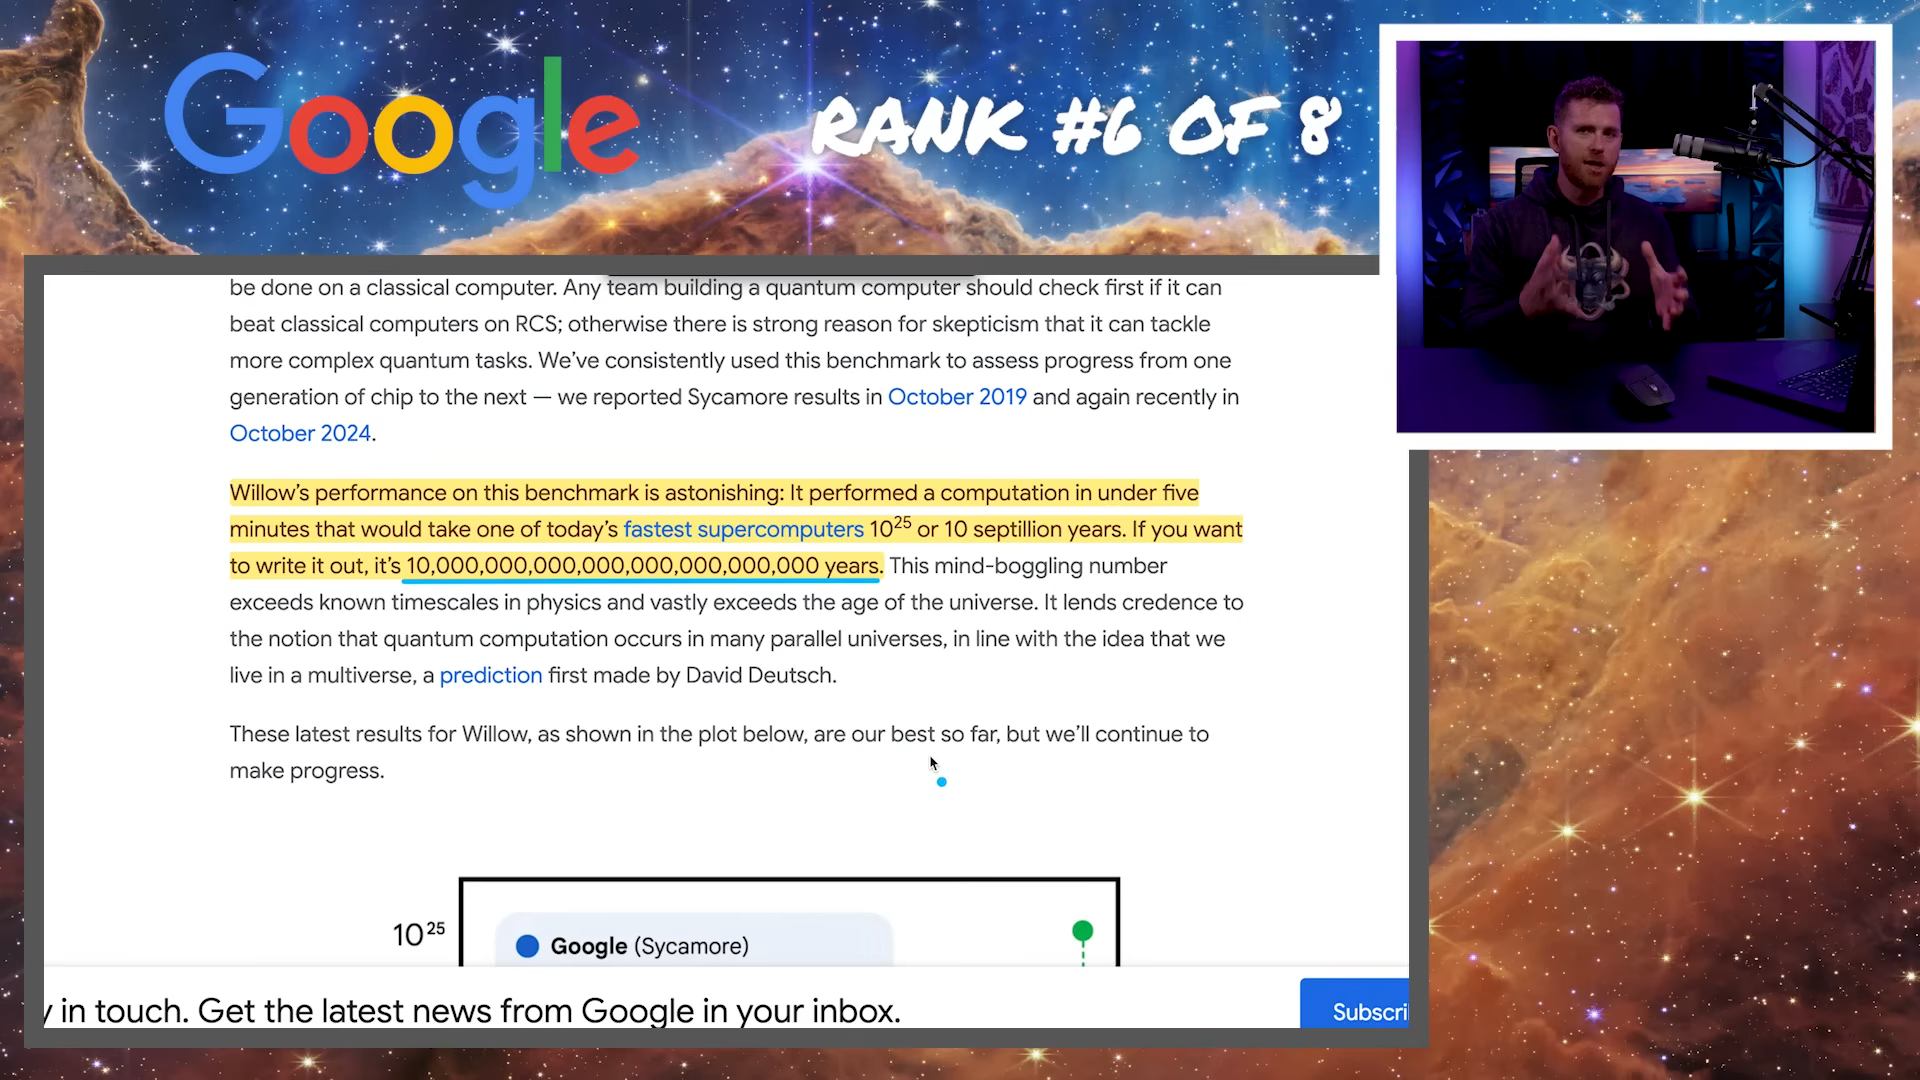 Google
RANK #6 OF 8
be done on a classical computer. Any team building a quantum computer should check first if it can
beat classical computers on RCS; otherwise there is strong reason for skepticism that it can tackle
more complex quantum tasks. We’ve consistently used this benchmark to assess progress from one
generation of chip to the next — we reported Sycamore results in October 2019 and again recently in
October 2024.
Willow’s performance on this benchmark is astonishing: It performed a computation in under five
minutes that would take one of today’s fastest supercomputers 10²⁵ or 10 septillion years. If you want
to write it out, it’s 10,000,000,000,000,000,000,000,000 years. This mind-boggling number
exceeds known timescales in physics and vastly exceeds the age of the universe. It lends credence to
the notion that quantum computation occurs in many parallel universes, in line with the idea that we
live in a multiverse, a prediction first made by David Deutsch.
These latest results for Willow, as shown in the plot below, are our best so far, but we’ll continue to
make progress.
10²⁵
Google (Sycamore)
y in touch. Get the latest news from Google in your inbox.
Subscri